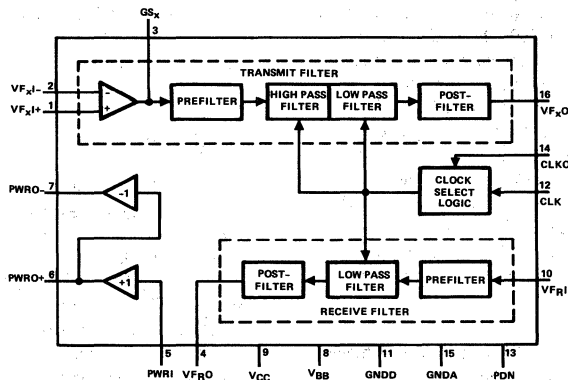 GSx
3
TRANSMIT FILTER
VFxI- 2
VFxI+ 1
-
+
PREFILTER
HIGH PASS FILTER
LOW PASS FILTER
POST-FILTER
16
VFxO
14
CLKO
CLOCK SELECT LOGIC
12
CLK
PWRO- 7
-1
PWRO+ 6
+1
POST-FILTER
LOW PASS FILTER
PREFILTER
10
VFRI
RECEIVE FILTER
5
PWRI
4
VFRO
9
VCC
8
VBB
11
GNDD
15
GNDA
13
PDN